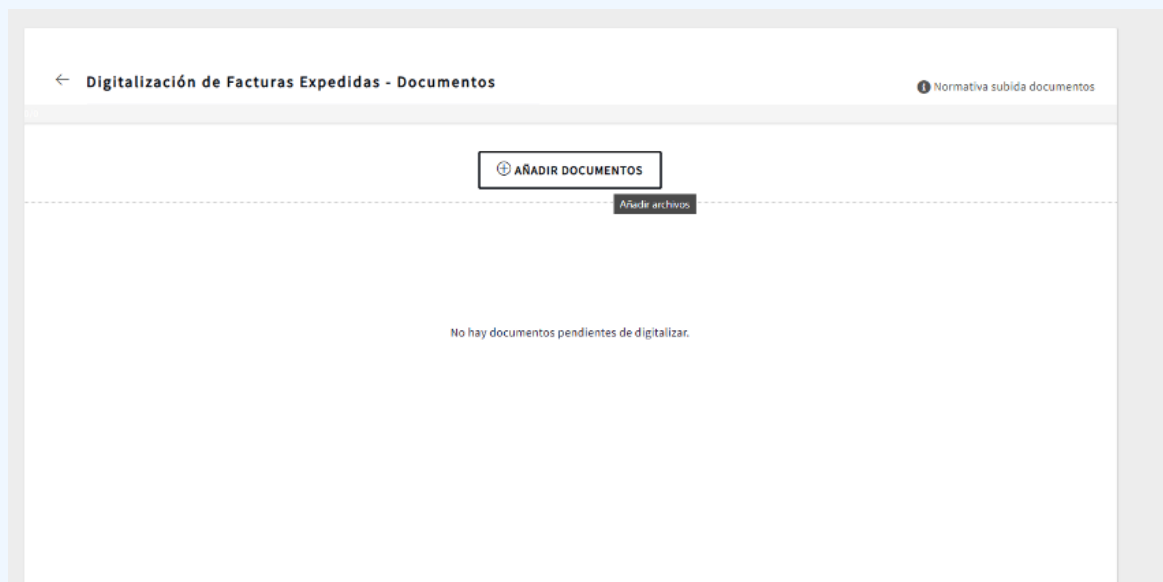 ← Digitalización de Facturas Expedidas - Documentos
Normativa subida documentos
AÑADIR DOCUMENTOS
Añadir archivos
No hay documentos pendientes de digitalizar.